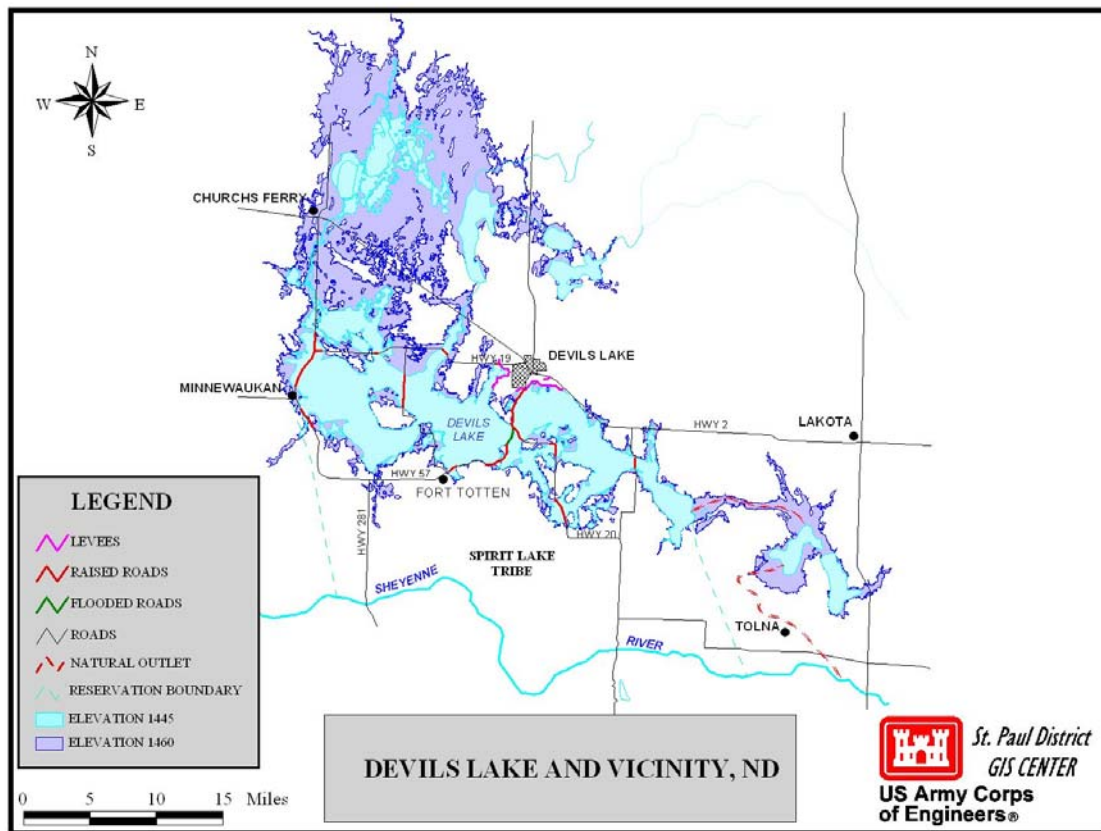 N
W E
S
CHURCHS FERRY
HWY 19
DEVILS LAKE
MINNEWAUKAN
DEVILS
LAKE
HWY 2
LAKOTA
HWY 57
FORT TOTTEN
HWY 281
HWY 20
SPIRIT LAKE
TRIBE
SHEYENNE
TOLNA
RIVER
LEGEND
LEVEES
RAISED ROADS
FLOODED ROADS
ROADS
NATURAL OUTLET
RESERVATION BOUNDARY
ELEVATION 1445
ELEVATION 1460
0 5 10 15 Miles
DEVILS LAKE AND VICINITY, ND
St. Paul District
GIS CENTER
US Army Corps
of Engineers®